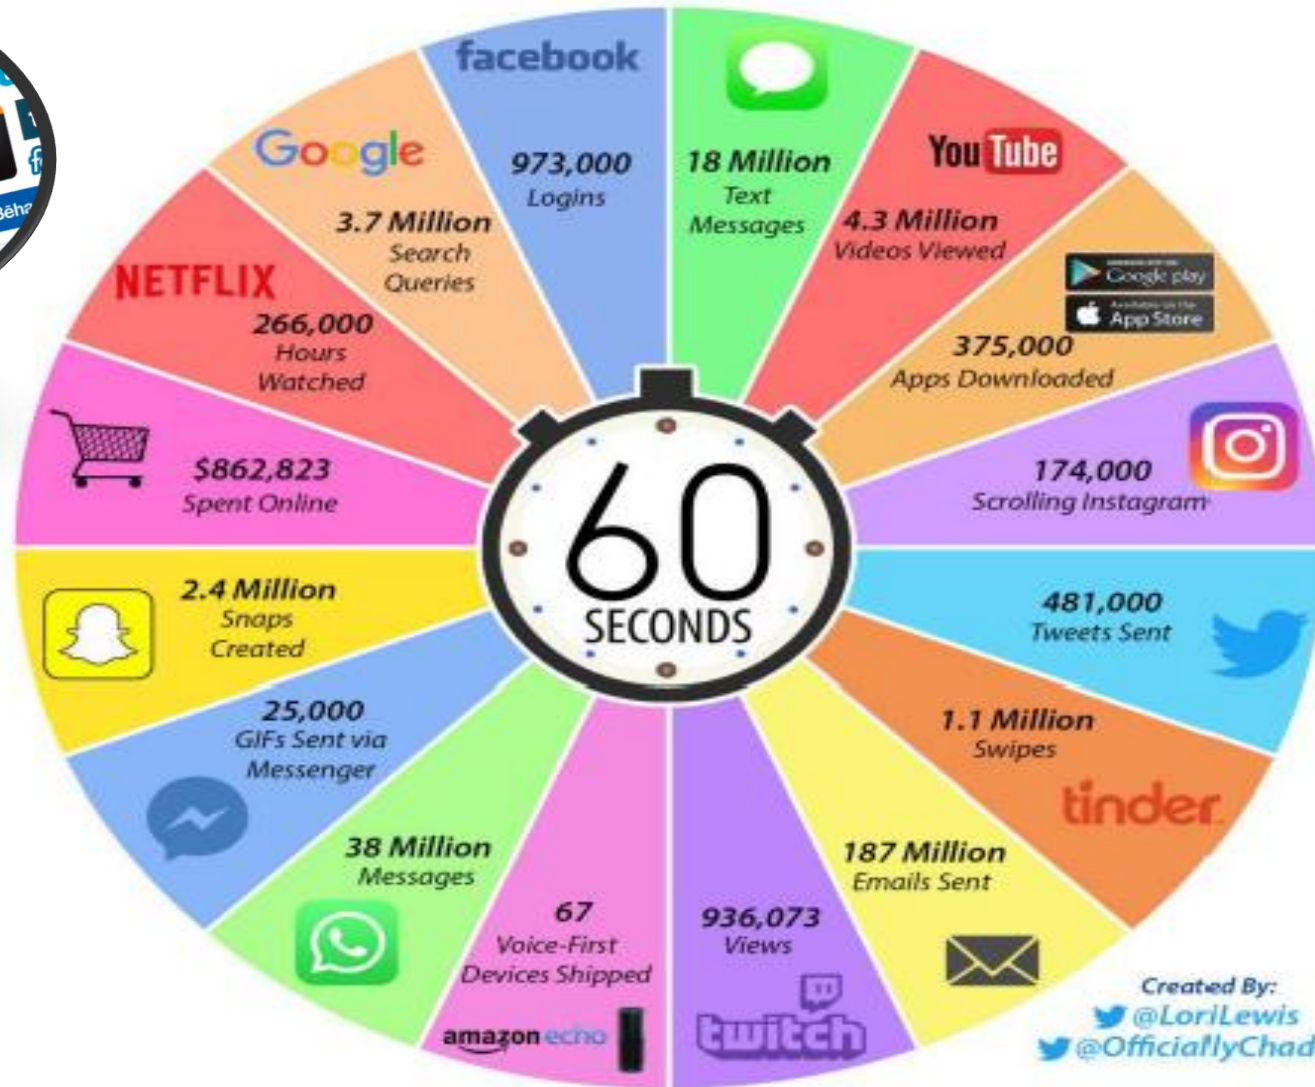 facebook
973,000
Logins
18 Million
Text
Messages
You Tube
4.3 Million
Videos Viewed
Google play
Available on the
App Store
375,000
Apps Downloaded
174,000
Scrolling Instagram
481,000
Tweets Sent
1.1 Million
Swipes
tinder
187 Million
Emails Sent
936,073
Views
twitch
67
Voice-First
Devices Shipped
amazon echo
38 Million
Messages
25,000
GIFs Sent via
Messenger
2.4 Million
Snaps
Created
$862,823
Spent Online
NETFLIX
266,000
Hours
Watched
Google
3.7 Million
Search
Queries
60
SECONDS
Created By:
@LoriLewis
@OfficiallyChad